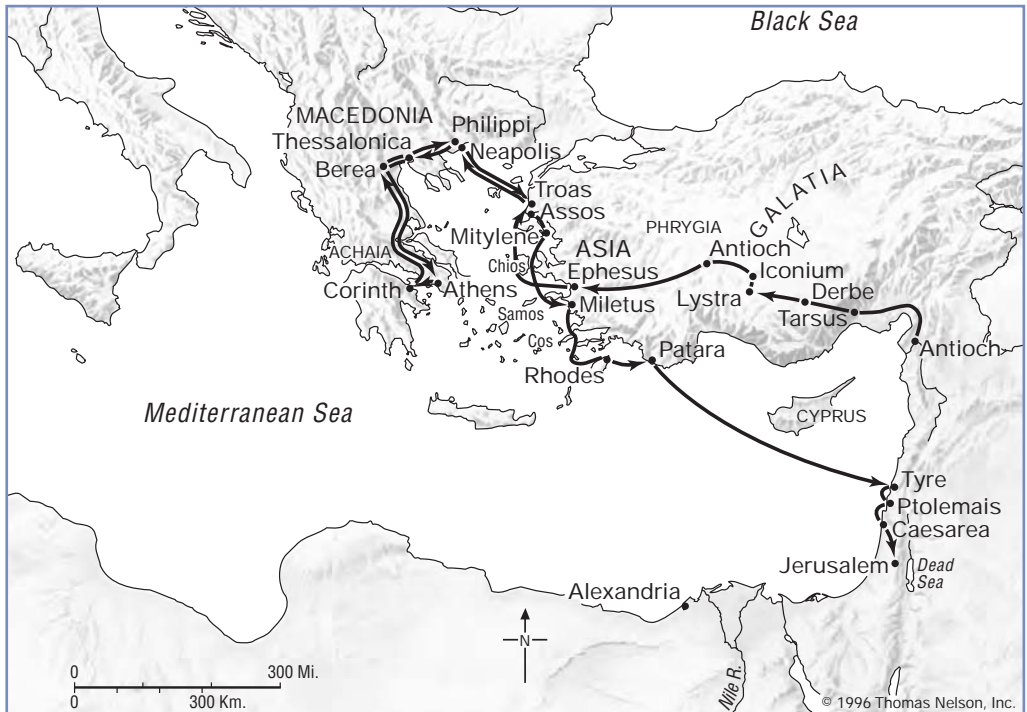 Black Sea
MACEDONIA
Thessalonica
Berea
Philippi
Neapolis
Troas
Assos
Mitylene
Chios
ASIA
Ephesus
PHRYGIA
GALATIA
Antioch
Iconium
Lystra
Derbe
Tarsus
Antioch
ACHAIA
Corinth
Athens
Samos
Miletus
Cos
Rhodes
Patara
Mediterranean Sea
CYPRUS
Tyre
Ptolemais
Caesarea
Jerusalem
Dead
Sea
Alexandria
N
Nile R.
0 300 Mi.
0 300 Km.
© 1996 Thomas Nelson, Inc.